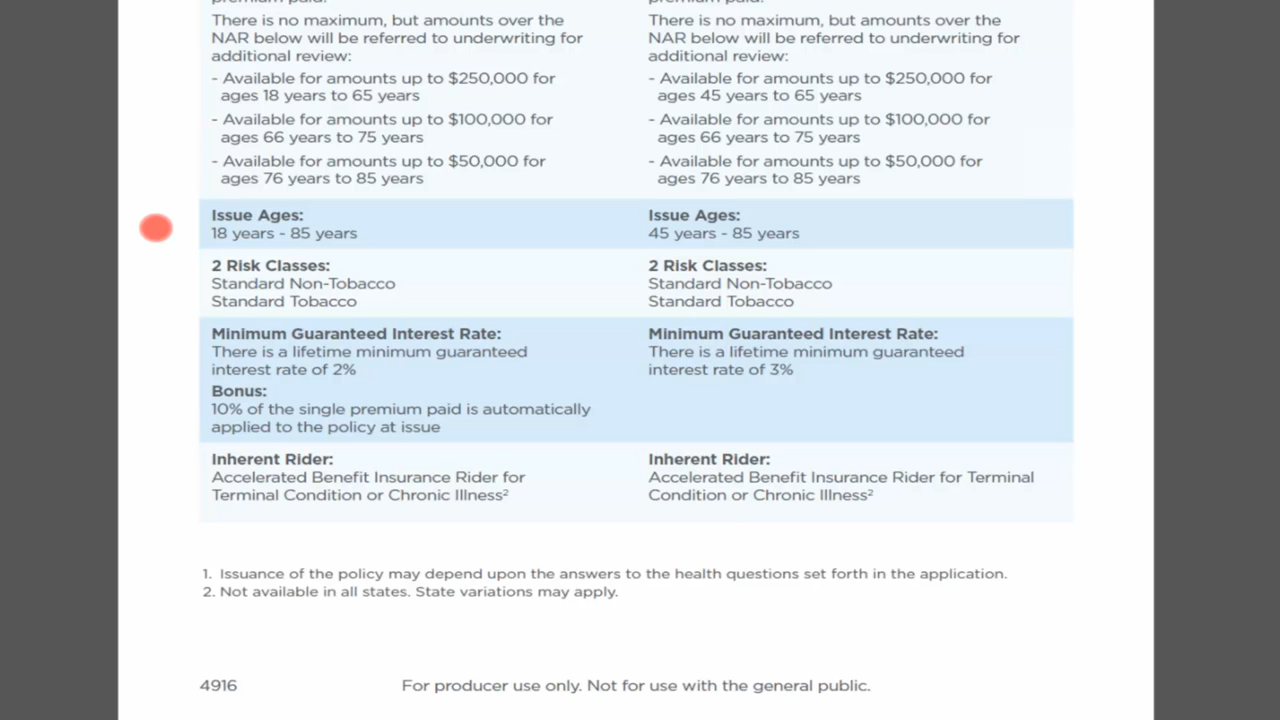 There is no maximum, but amounts over the
NAR below will be referred to underwriting for
additional review:
- Available for amounts up to $250,000 for
ages 18 years to 65 years
- Available for amounts up to $100,000 for
ages 66 years to 75 years
- Available for amounts up to $50,000 for
ages 76 years to 85 years
There is no maximum, but amounts over the
NAR below will be referred to underwriting for
additional review:
- Available for amounts up to $250,000 for
ages 45 years to 65 years
- Available for amounts up to $100,000 for
ages 66 years to 75 years
- Available for amounts up to $50,000 for
ages 76 years to 85 years
Issue Ages:
18 years - 85 years
Issue Ages:
45 years - 85 years
2 Risk Classes:
Standard Non-Tobacco
Standard Tobacco
2 Risk Classes:
Standard Non-Tobacco
Standard Tobacco
Minimum Guaranteed Interest Rate:
There is a lifetime minimum guaranteed
interest rate of 2%
Bonus:
10% of the single premium paid is automatically
applied to the policy at issue
Minimum Guaranteed Interest Rate:
There is a lifetime minimum guaranteed
interest rate of 3%
Inherent Rider:
Accelerated Benefit Insurance Rider for
Terminal Condition or Chronic Illness²
Inherent Rider:
Accelerated Benefit Insurance Rider for Terminal
Condition or Chronic Illness²
1. Issuance of the policy may depend upon the answers to the health questions set forth in the application.
2. Not available in all states. State variations may apply.
4916
For producer use only. Not for use with the general public.